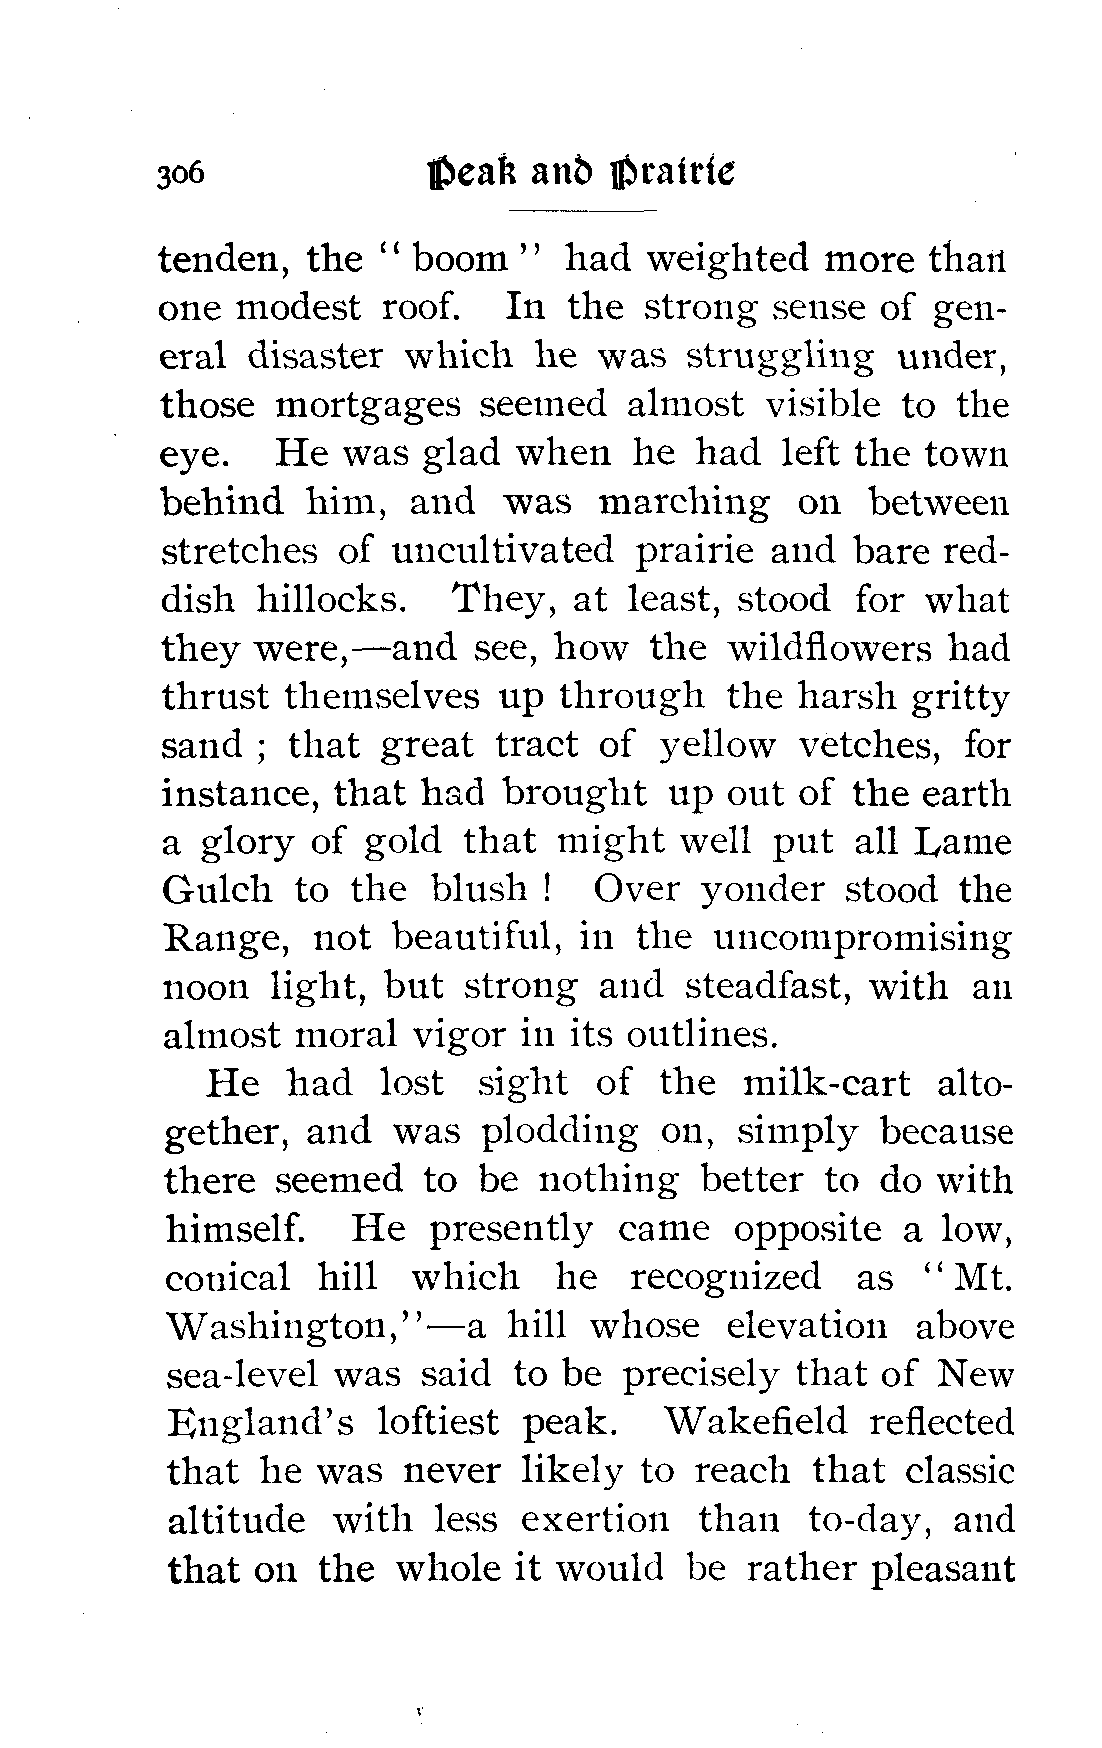 306 Peak and Prairie
tenden, the “ boom ” had weighted more than
one modest roof. In the strong sense of gen-
eral disaster which he was struggling under,
those mortgages seemed almost visible to the
eye. He was glad when he had left the town
behind him, and was marching on between
stretches of uncultivated prairie and bare red-
dish hillocks. They, at least, stood for what
they were,—and see, how the wildflowers had
thrust themselves up through the harsh gritty
sand ; that great tract of yellow vetches, for
instance, that had brought up out of the earth
a glory of gold that might well put all Lame
Gulch to the blush ! Over yonder stood the
Range, not beautiful, in the uncompromising
noon light, but strong and steadfast, with an
almost moral vigor in its outlines.
He had lost sight of the milk-cart alto-
gether, and was plodding on, simply because
there seemed to be nothing better to do with
himself. He presently came opposite a low,
conical hill which he recognized as “ Mt.
Washington,”—a hill whose elevation above
sea-level was said to be precisely that of New
England’s loftiest peak. Wakefield reflected
that he was never likely to reach that classic
altitude with less exertion than to-day, and
that on the whole it would be rather pleasant